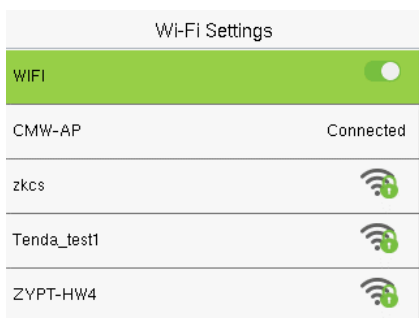 Wi-Fi Settings
WIFI
CMW-AP Connected
zkcs
Tenda_test1
ZYPT-HW4